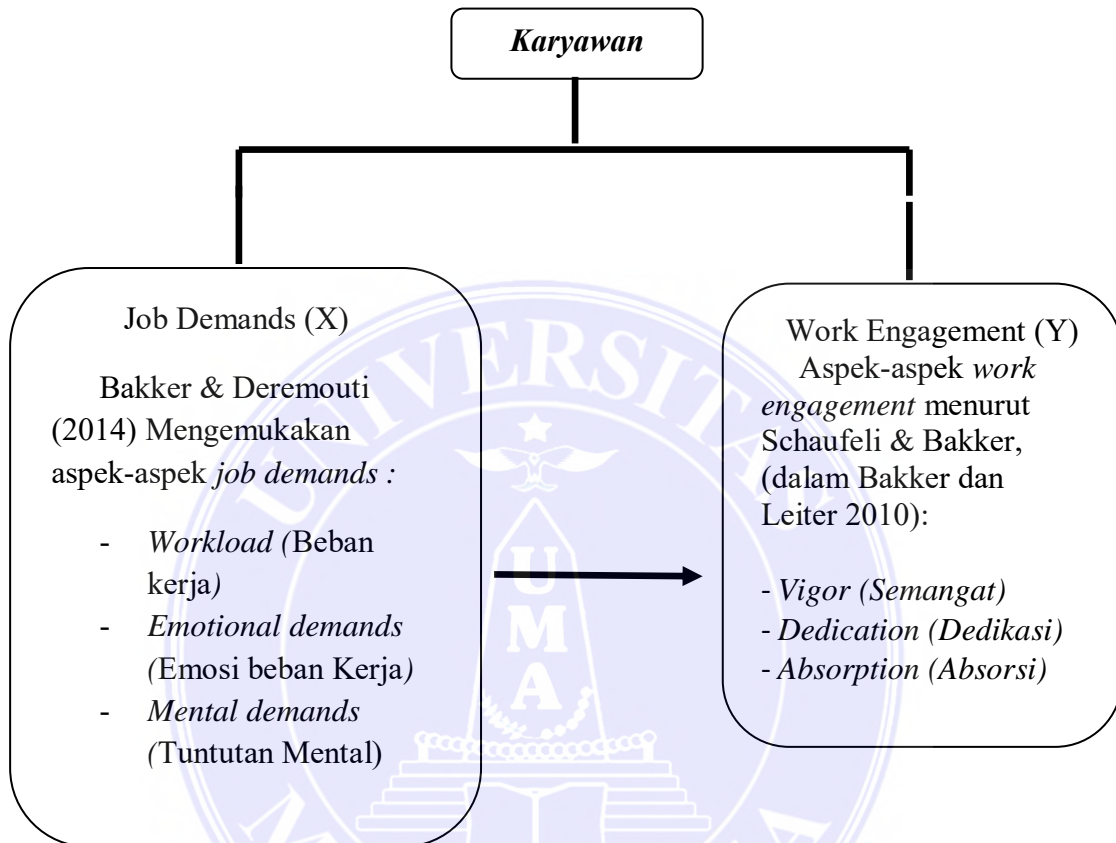 Karyawan
Job Demands (X)
Bakker & Deremouti
(2014) Mengemukakan
aspek-aspek job demands :
- Workload (Beban
kerja)
- Emotional demands
(Emosi beban Kerja)
- Mental demands
(Tuntutan Mental)
Work Engagement (Y)
Aspek-aspek work
engagement menurut
Schaufeli & Bakker,
(dalam Bakker dan
Leiter 2010):
- Vigor (Semangat)
- Dedication (Dedikasi)
- Absorption (Absorsi)
UNIVERSITAS
UMA